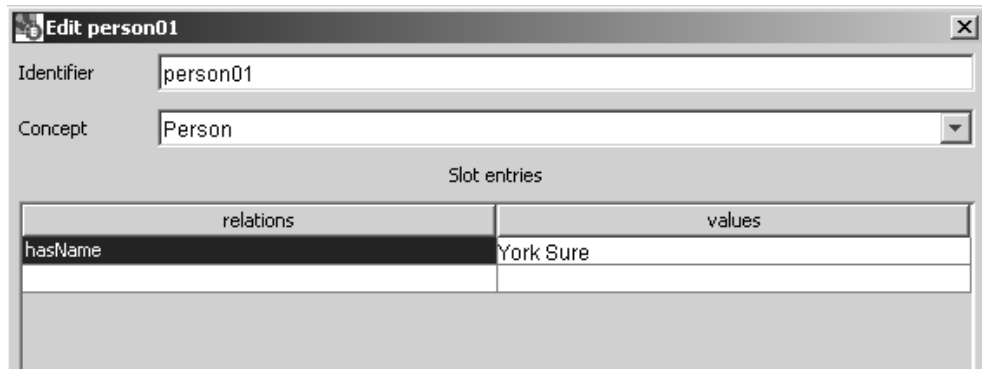 Edit person01
Identifier person01
Concept Person
Slot entries
relations values
hasName York Sure